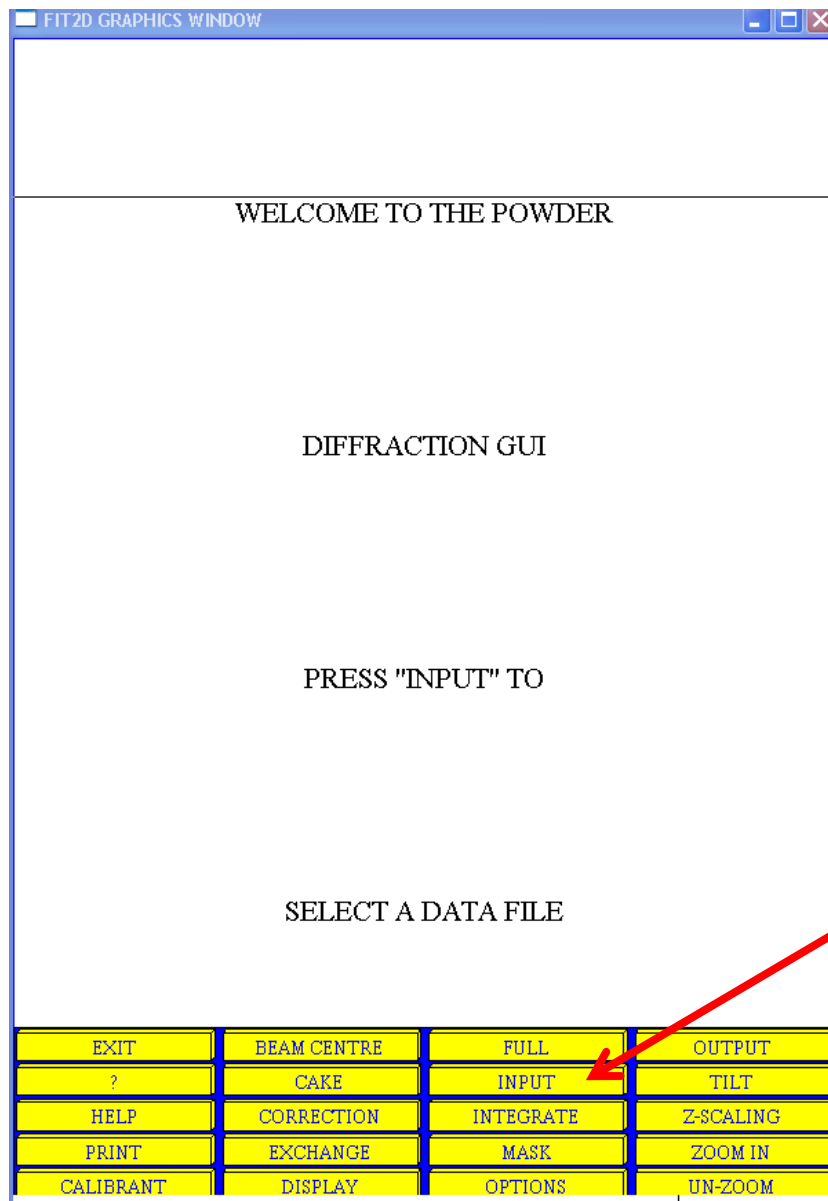 FIT2D GRAPHICS WINDOW
WELCOME TO THE POWDER
DIFFRACTION GUI
PRESS "INPUT" TO
SELECT A DATA FILE
EXIT BEAM CENTRE FULL OUTPUT
? CAKE INPUT TILT
HELP CORRECTION INTEGRATE Z-SCALING
PRINT EXCHANGE MASK ZOOM IN
CALIBRANT DISPLAY OPTIONS UN-ZOOM